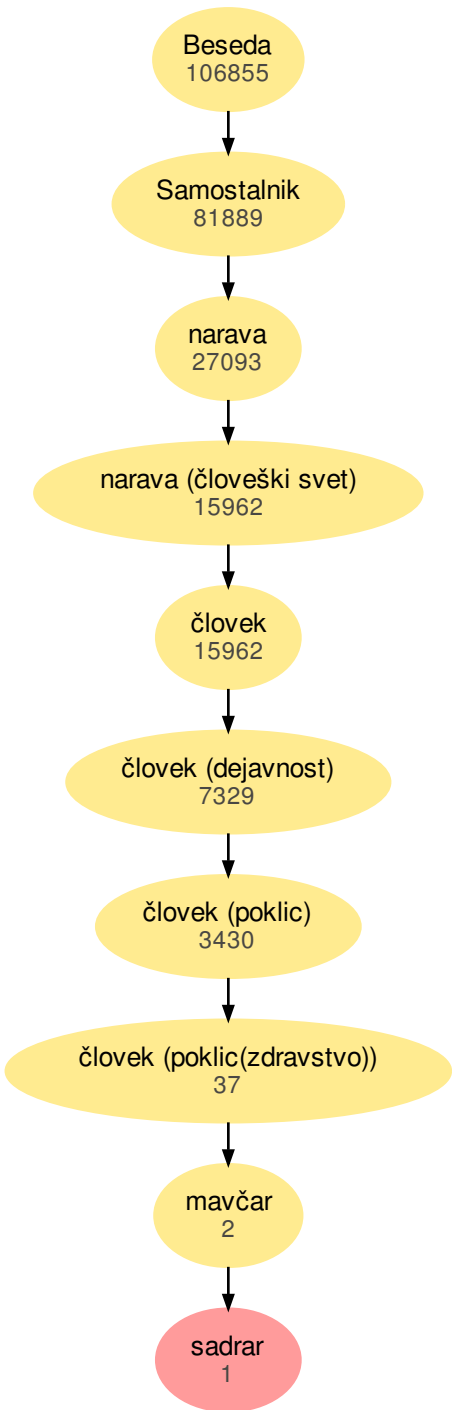 Beseda
106855
Samostalnik
81889
narava
27093
narava (človeški svet)
15962
človek
15962
človek (dejavnost)
7329
človek (poklic)
3430
človek (poklic(zdravstvo))
37
mavčar
2
sadrar
1